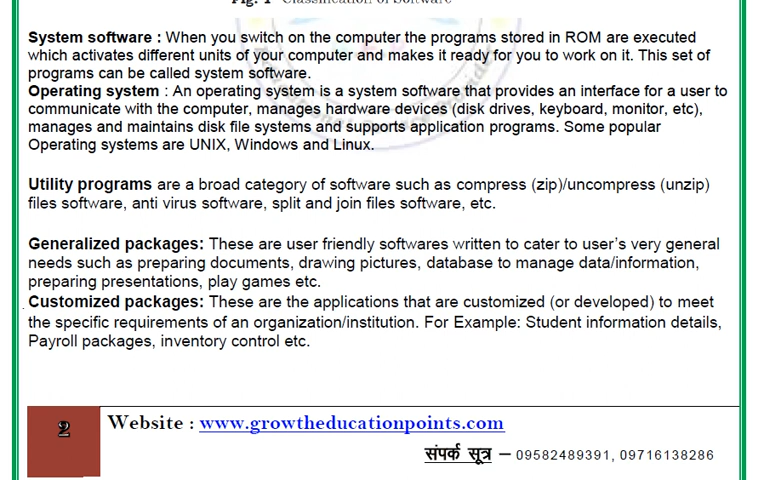 Fig. 1 Classification of Software
System software : When you switch on the computer the programs stored in ROM are executed
which activates different units of your computer and makes it ready for you to work on it. This set of
programs can be called system software.
Operating system : An operating system is a system software that provides an interface for a user to
communicate with the computer, manages hardware devices (disk drives, keyboard, monitor, etc),
manages and maintains disk file systems and supports application programs. Some popular
Operating systems are UNIX, Windows and Linux.
Utility programs are a broad category of software such as compress (zip)/uncompress (unzip)
files software, anti virus software, split and join files software, etc.
Generalized packages: These are user friendly softwares written to cater to user's very general
needs such as preparing documents, drawing pictures, database to manage data/information,
preparing presentations, play games etc.
Customized packages: These are the applications that are customized (or developed) to meet
the specific requirements of an organization/institution. For Example: Student information details,
Payroll packages, inventory control etc.
2 Website : www.growtheducationpoints.com
संपर्क सूत्र – 09582489391, 09716138286